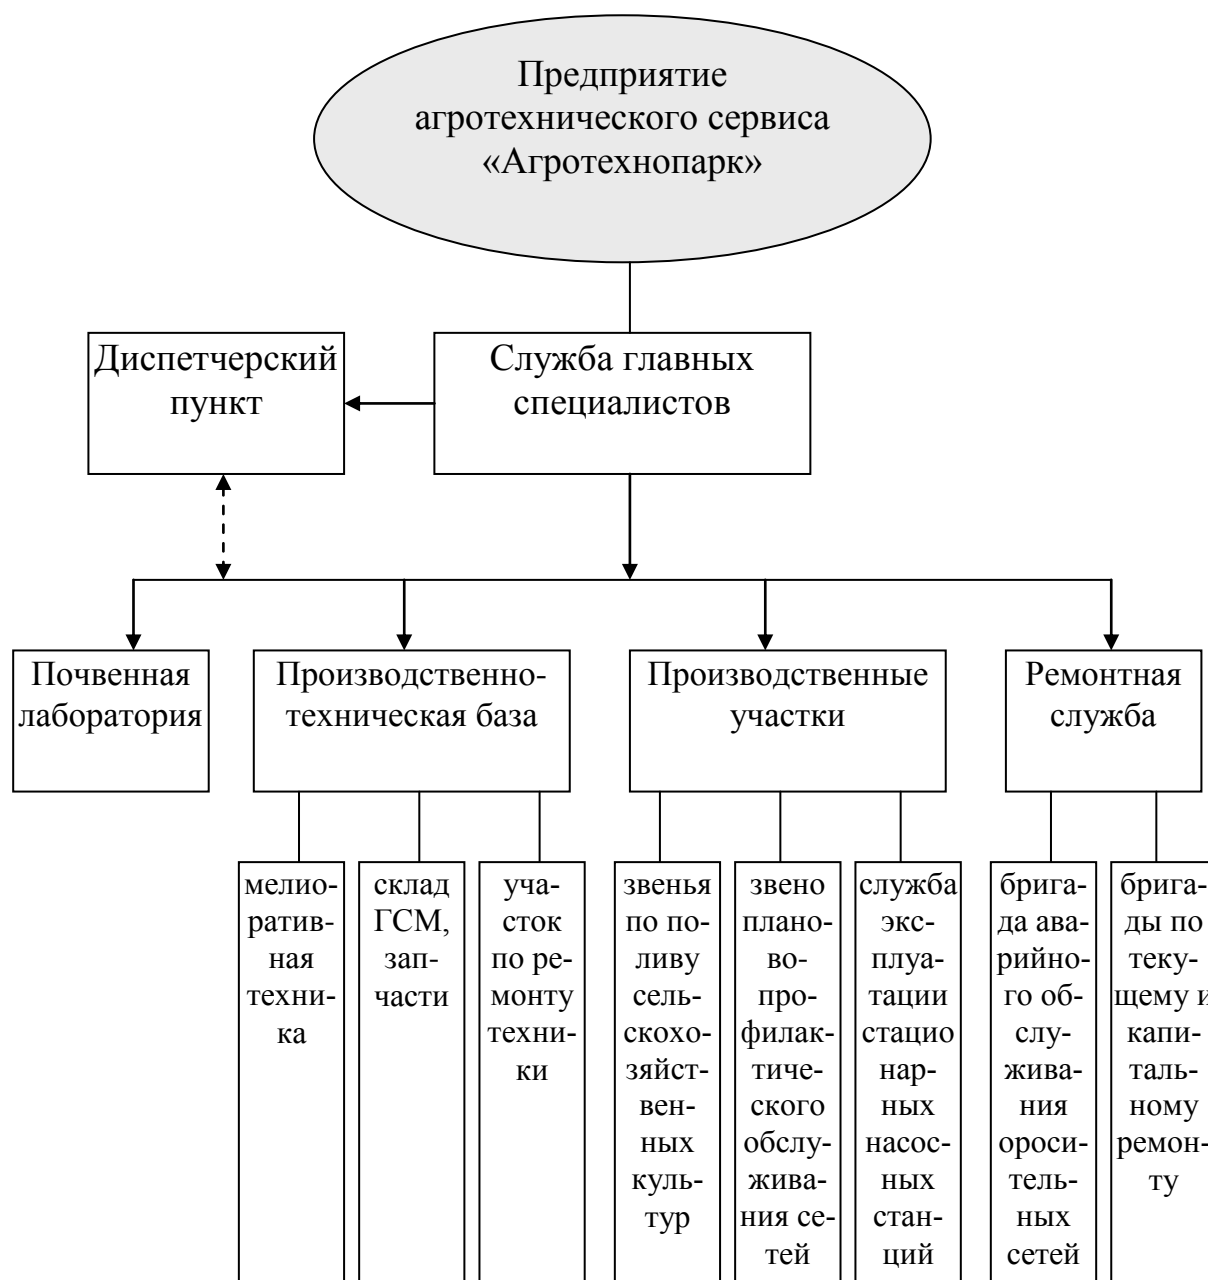 Предприятие
агротехнического сервиса
«Агротехнопарк»
Диспетчерский
пункт
Служба главных
специалистов
Почвенная
лаборатория
Производственно-
техническая база
Производственные
участки
Ремонтная
служба
мелио-
ратив-
ная
техни-
ка
склад
ГСМ,
зап-
части
уча-
сток
по ре-
монту
техни-
ки
звенья
по по-
ливу
сель-
скохо-
зяйст-
вен-
ных
куль-
тур
звено
плано-
во-
про-
филак-
тиче-
ского
обслу-
жива-
ния се-
тей
служба
экс-
плуа-
тации
стацио
нар-
ных
насос-
ных
стан-
ций
брига-
да ава-
рийно-
го об-
слу-
жива-
ния
ороси-
тель-
ных
сетей
брига-
ды по
теку-
щему и
капи-
таль-
ному
ремон-
ту